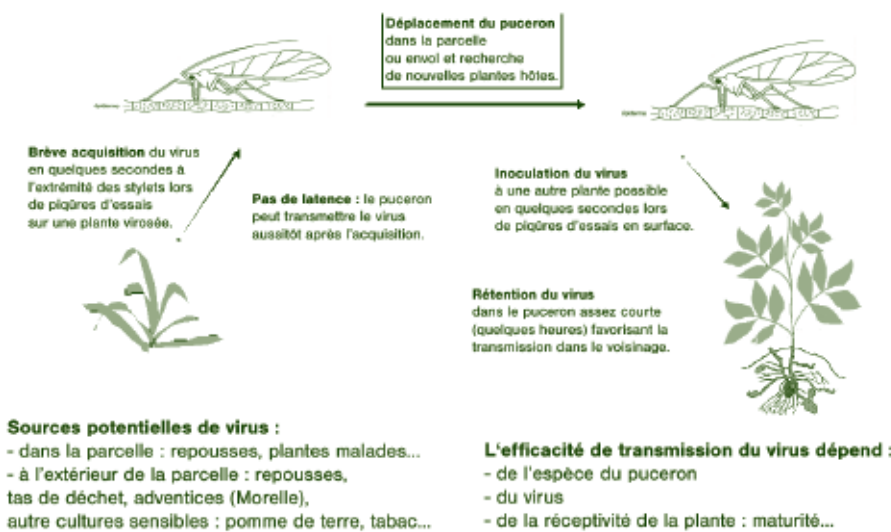 Déplacement du puceron
dans la parcelle
ou envol et recherche
de nouvelles plantes hôtes.
Brève acquisition du virus
en quelques secondes à
l'extrémité des stylets lors
de piqûres d'essais
sur une plante virosée.
Pas de latence : le puceron
peut transmettre le virus
aussitôt après l'acquisition.
Inoculation du virus
à une autre plante possible
en quelques secondes lors
de piqûres d'essais en surface.
Rétention du virus
dans le puceron assez courte
(quelques heures) favorisant la
transmission dans le voisinage.
Sources potentielles de virus :
- dans la parcelle : repousses, plantes malades...
- à l'extérieur de la parcelle : repousses,
tas de déchet, adventices (Morelle),
autre cultures sensibles : pomme de terre, tabac...
L'efficacité de transmission du virus dépend :
- de l'espèce du puceron
- du virus
- de la réceptivité de la plante : maturité...